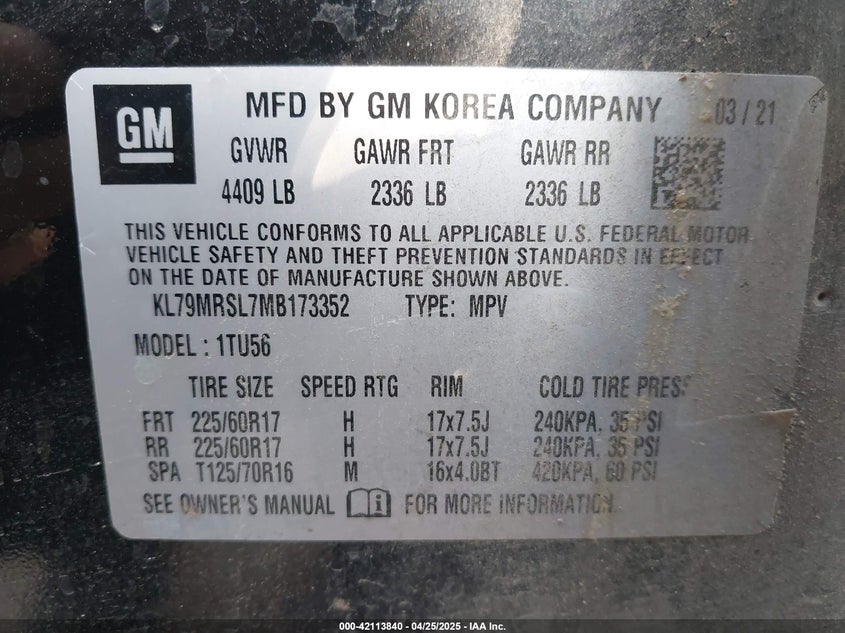 GM
MFD BY GM KOREA COMPANY 03 / 21
GVWR GAWR FRT GAWR RR
4409 LB 2336 LB 2336 LB
THIS VEHICLE CONFORMS TO ALL APPLICABLE U.S. FEDERAL MOTOR
VEHICLE SAFETY AND THEFT PREVENTION STANDARDS IN EFFECT
ON THE DATE OF MANUFACTURE SHOWN ABOVE.
KL79MRSL7MB173352 TYPE: MPV
MODEL : 1TU56
TIRE SIZE SPEED RTG RIM COLD TIRE PRESS
FRT 225/60R17 H 17x7.5J 240KPA, 35 PSI
RR 225/60R17 H 17x7.5J 240KPA, 35 PSI
SPA T125/70R16 M 16x4.0BT 420KPA, 60 PSI
SEE OWNER'S MANUAL FOR MORE INFORMATION.
000-42113840 - 04/25/2025 - IAA Inc.